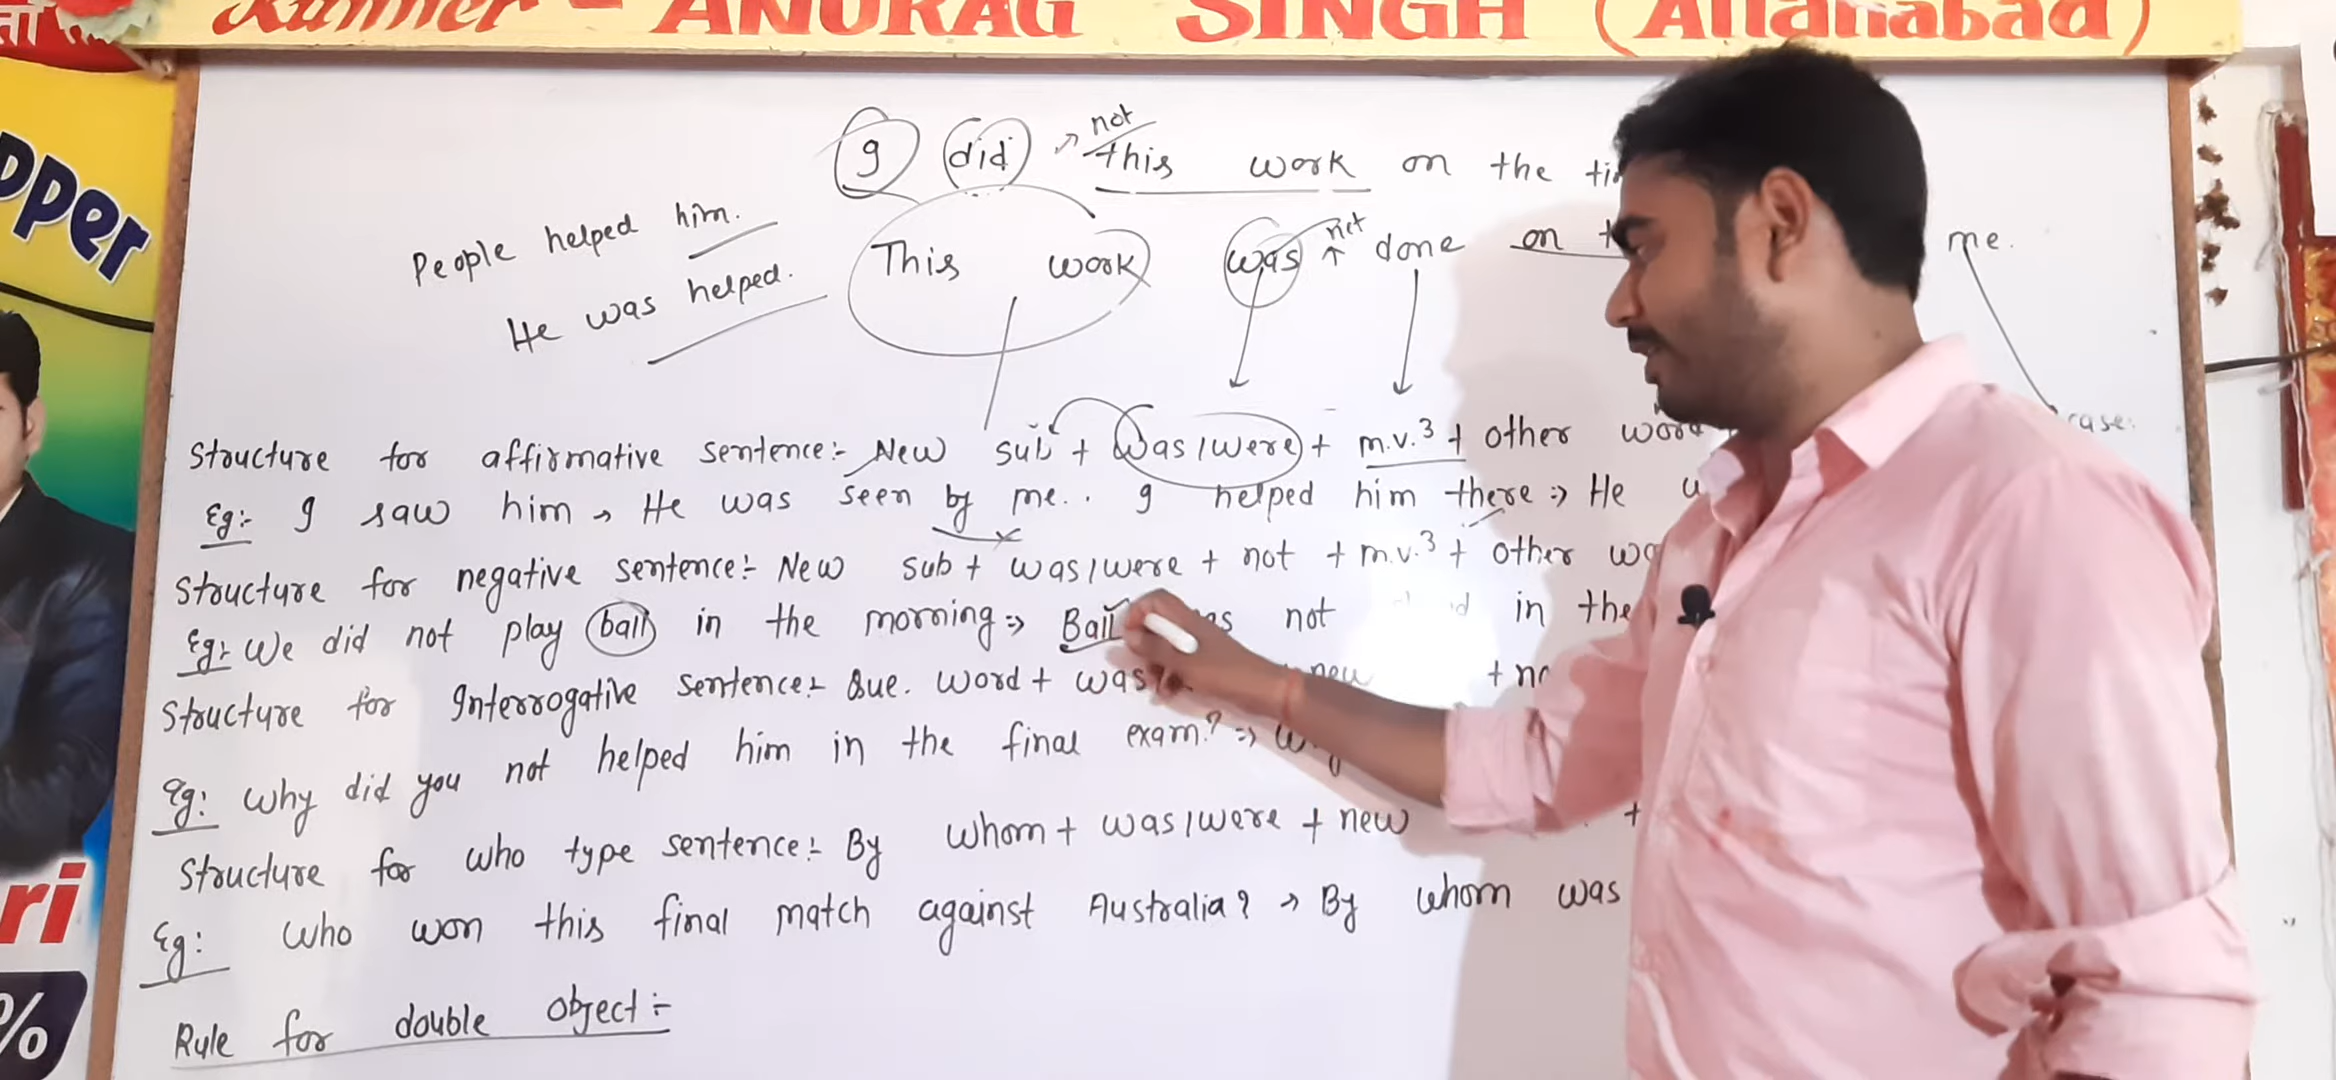 Runner - ANURAG SINGH (Allahabad)
pper
ri
%
I did not this work on the
People helped him.
This work was not done on me.
He was helped.
Structure for affirmative sentence:- New sub + was/were + m.v.3 + other case:
Eg:- I saw him → He was seen by me.. I helped him there => He
Structure for negative sentence:- New sub + was/were + not + m.v.3 + other
Eg:- We did not play ball in the morning => Ball not in the
Structure for Interrogative sentence:- Que. word + was new +
Eg: Why did you not helped him in the final exam? =>
Structure for who type sentence:- By whom + was/were + new +
Eg: Who won this final match against Australia? → By whom was
Rule for double object:-